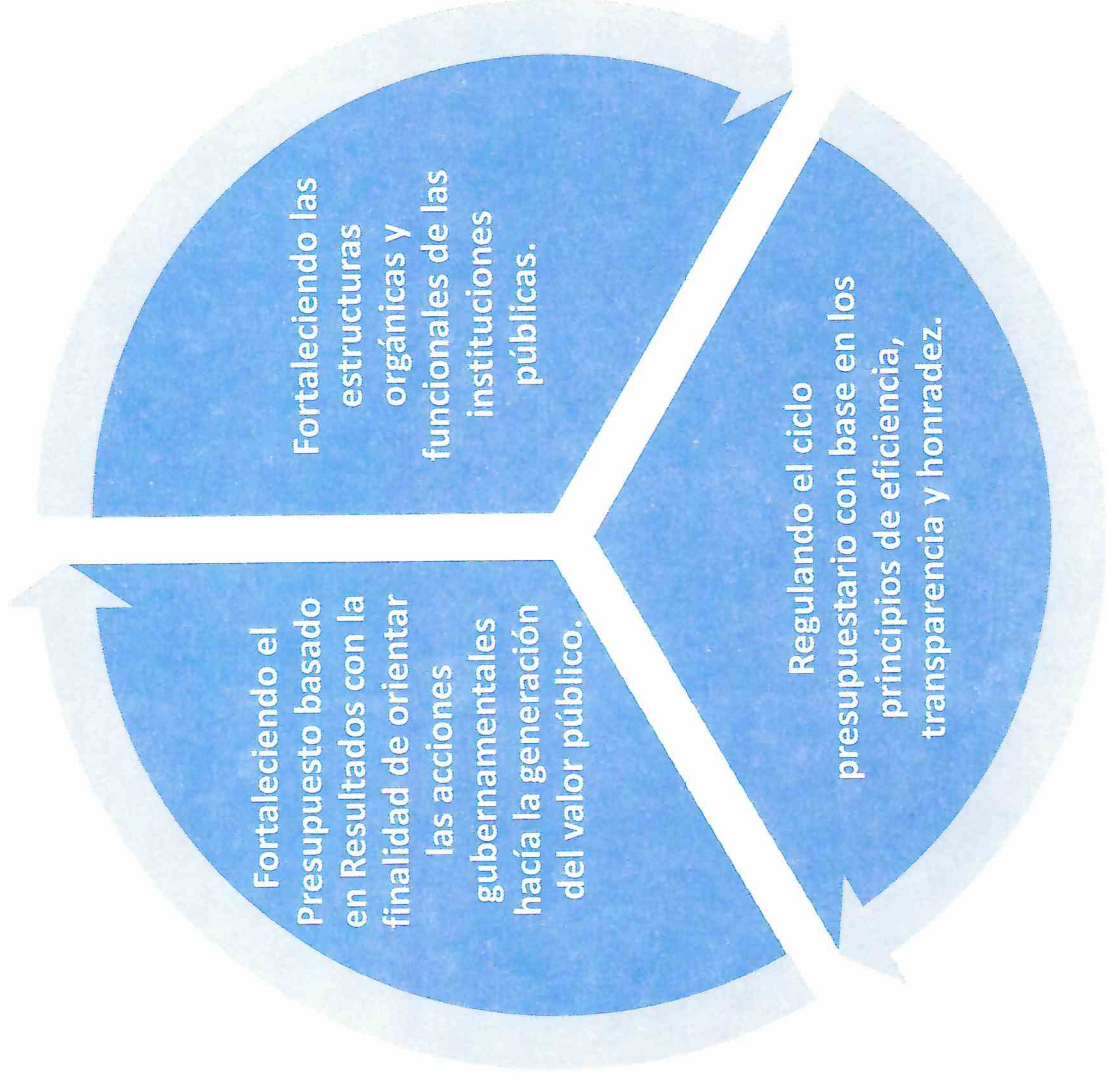 Fortaleciendo el
Presupuesto basado
en Resultados con la
finalidad de orientar
las acciones
gubernamentales
hacía la generación
del valor público.
Fortaleciendo las
estructuras
orgánicas y
funcionales de las
instituciones
públicas.
Regulando el ciclo
presupuestario con base en los
principios de eficiencia,
transparencia y honradez.